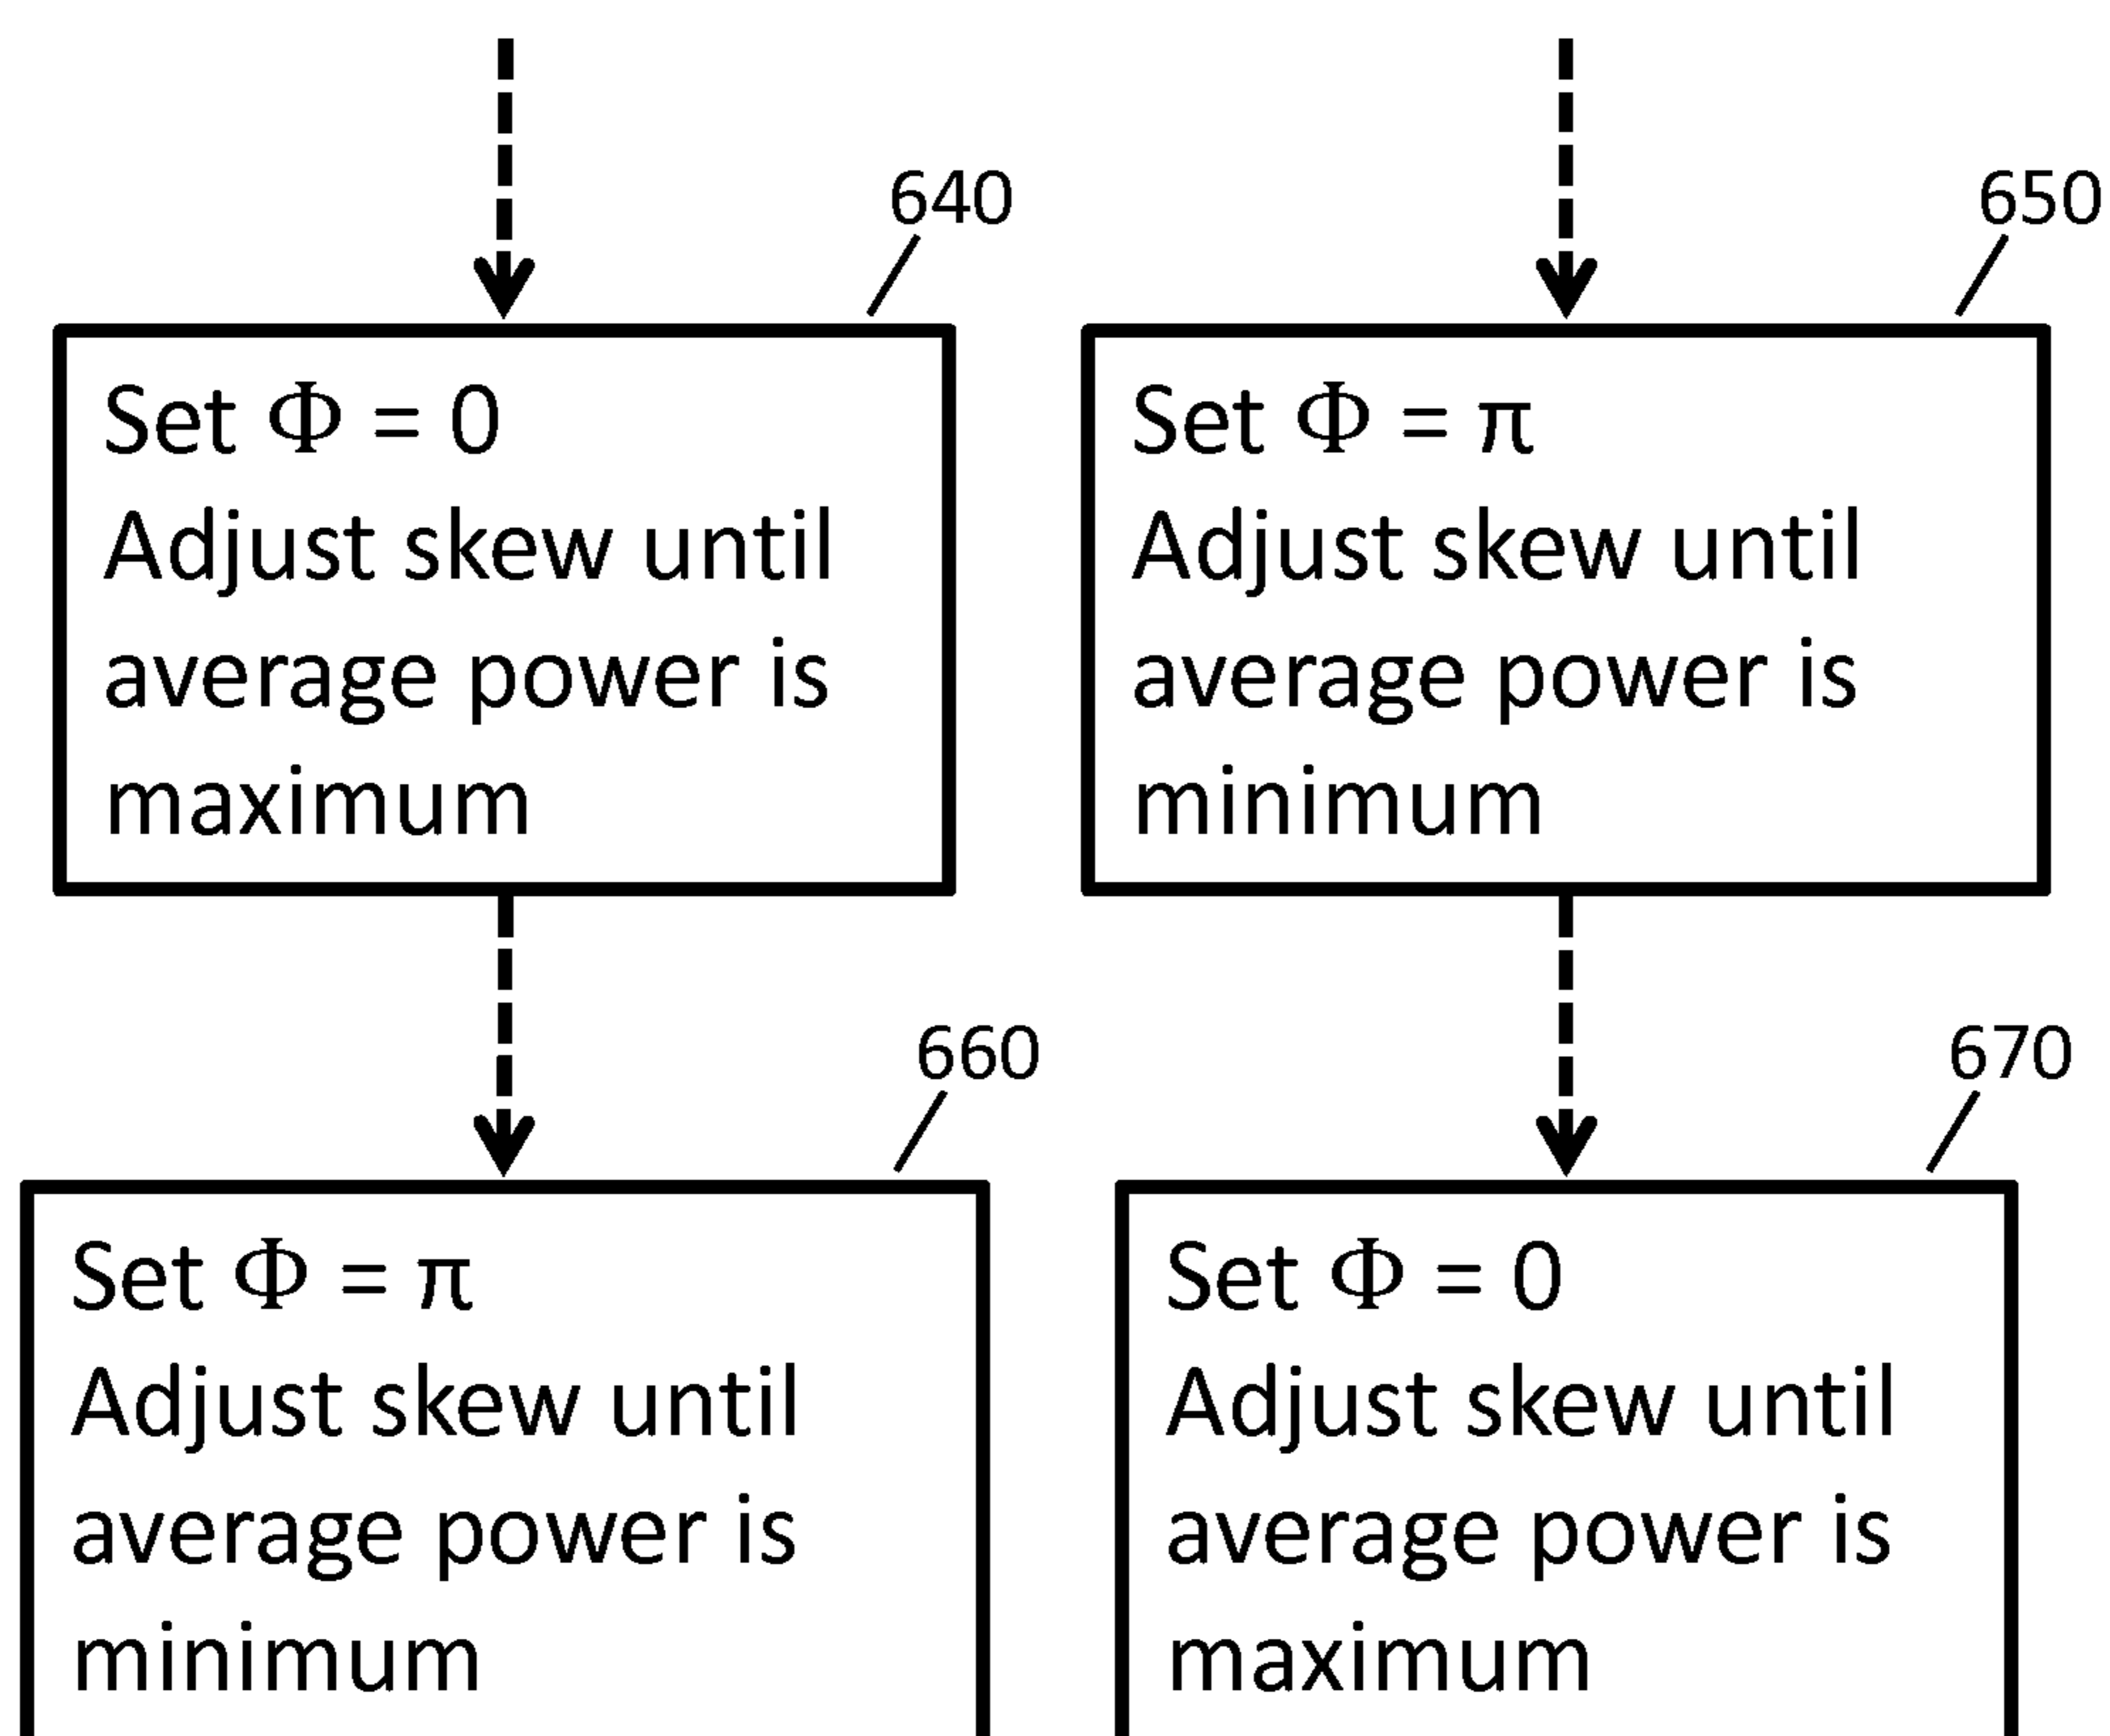 640
Set Φ = 0
Adjust skew until
average power is
maximum
650
Set Φ = π
Adjust skew until
average power is
minimum
660
Set Φ = π
Adjust skew until
average power is
minimum
670
Set Φ = 0
Adjust skew until
average power is
maximum